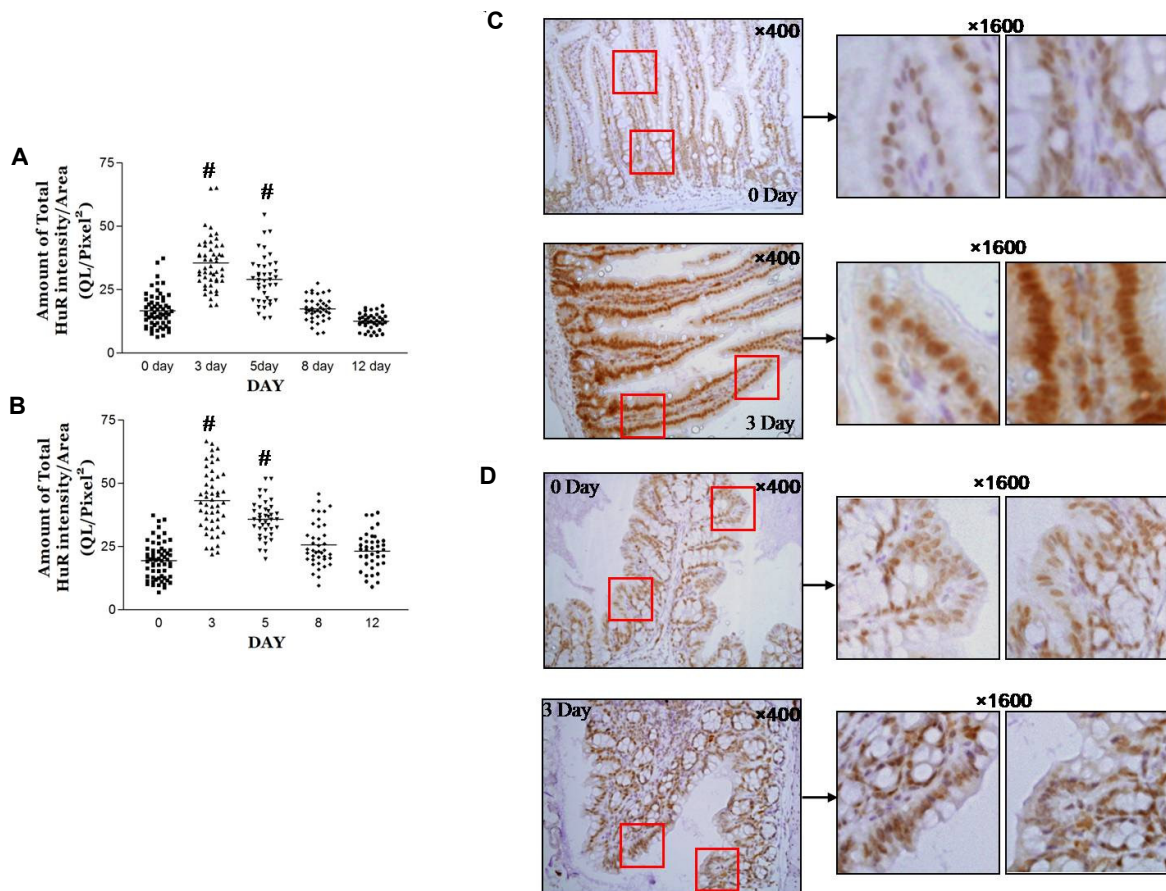 A
Amount of Total
HuR intensity/Area
(QL/Pixel²)
75
50
25
0
#
#
0 day
3 day
5day
8 day
12 day
DAY
B
Amount of Total
HuR intensity/Area
(QL/Pixel²)
75
50
25
0
#
#
0
3
5
8
12
DAY
C
×400
0 Day
×1600
×400
3 Day
×1600
D
0 Day
×400
×1600
3 Day
×400
×1600